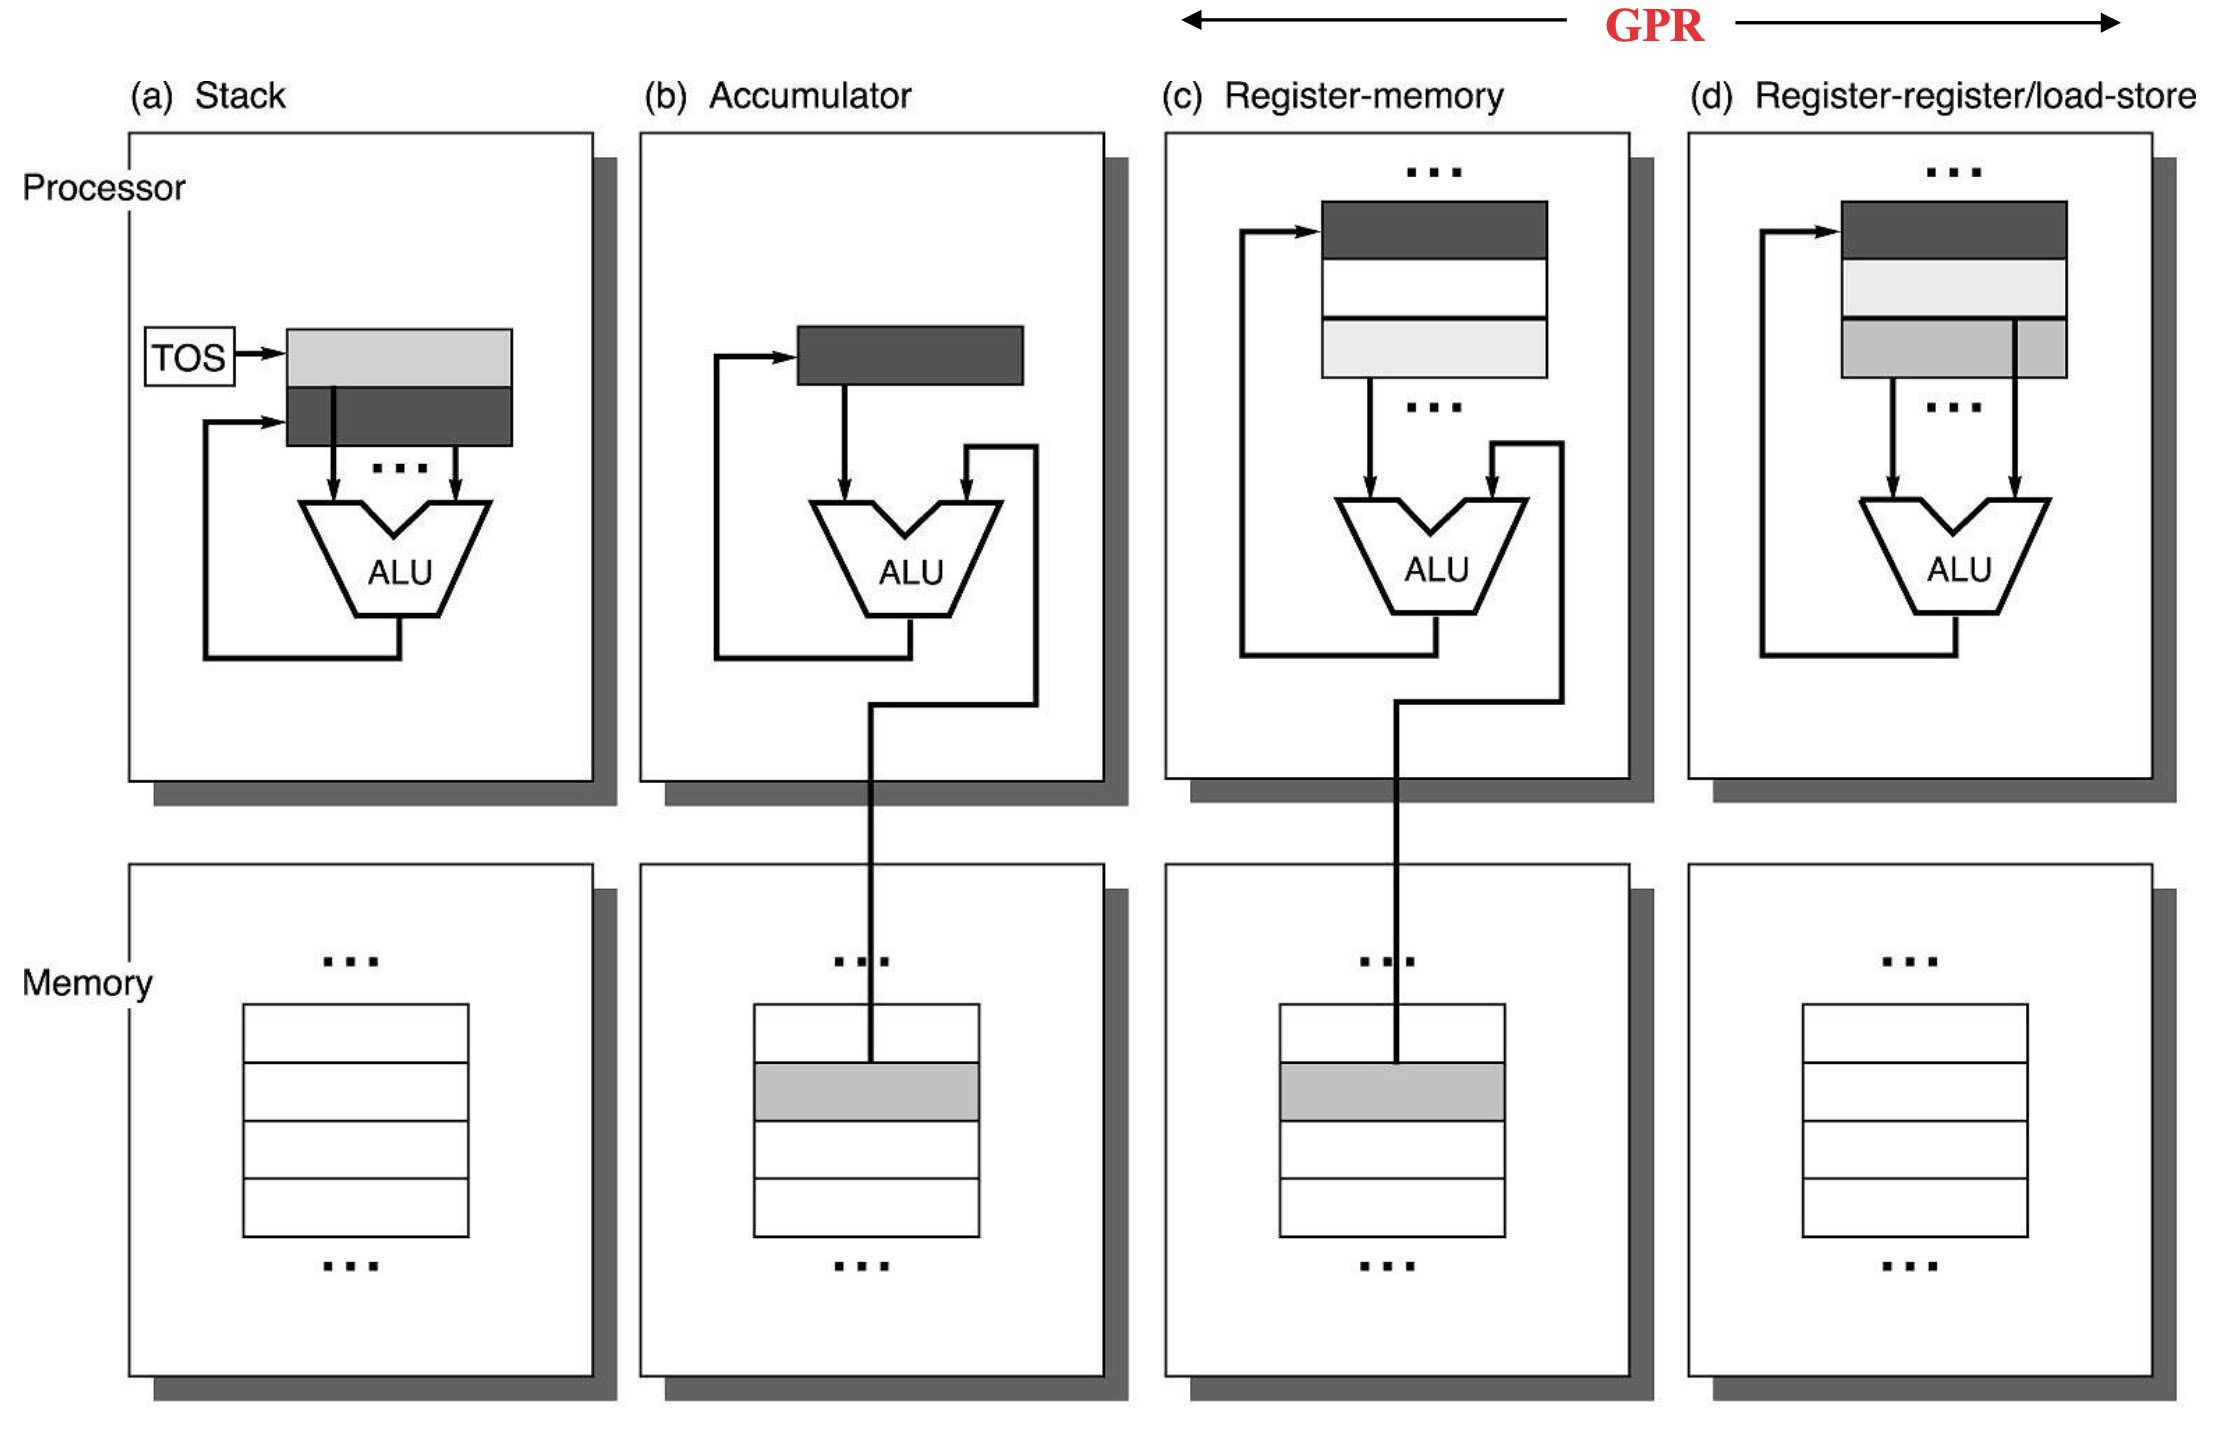 GPR
(a) Stack
(b) Accumulator
(c) Register-memory
(d) Register-register/load-store
Processor
TOS
...
...
...
...
...
ALU
ALU
ALU
ALU
Memory
...
...
...
...
...
...
...
...